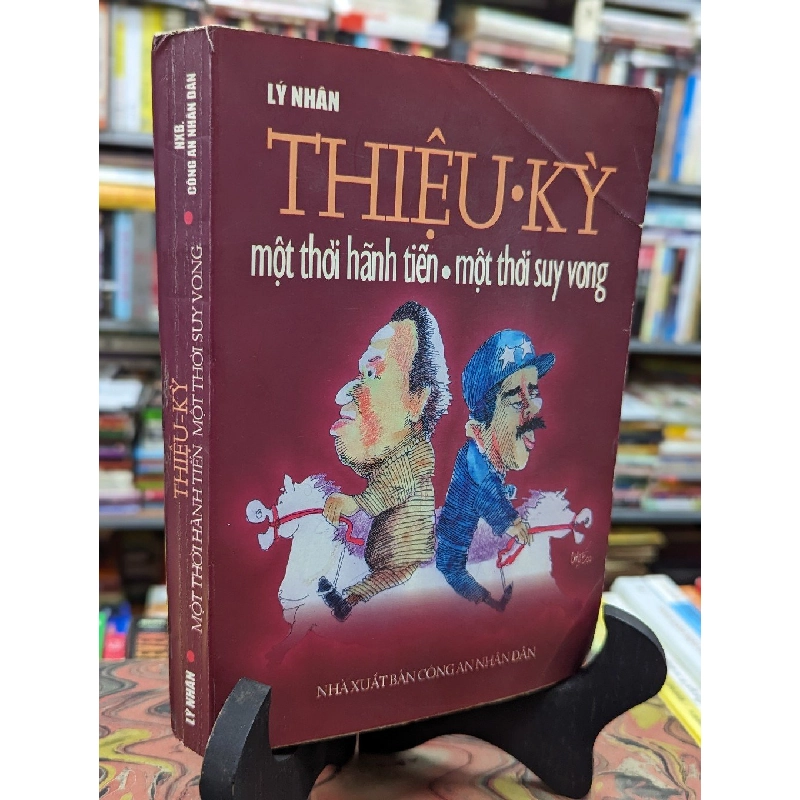 LÝ NHÂN
THIỆU·KỲ
một thời hãnh tiến • một thời suy vong
NHÀ XUẤT BẢN CÔNG AN NHÂN DÂN
LÝ NHÂN • THIỆU-KỲ
MỘT THỜI HÃNH TIẾN MỘT THỜI SUY VONG • NXB.
CÔNG AN NHÂN DÂN